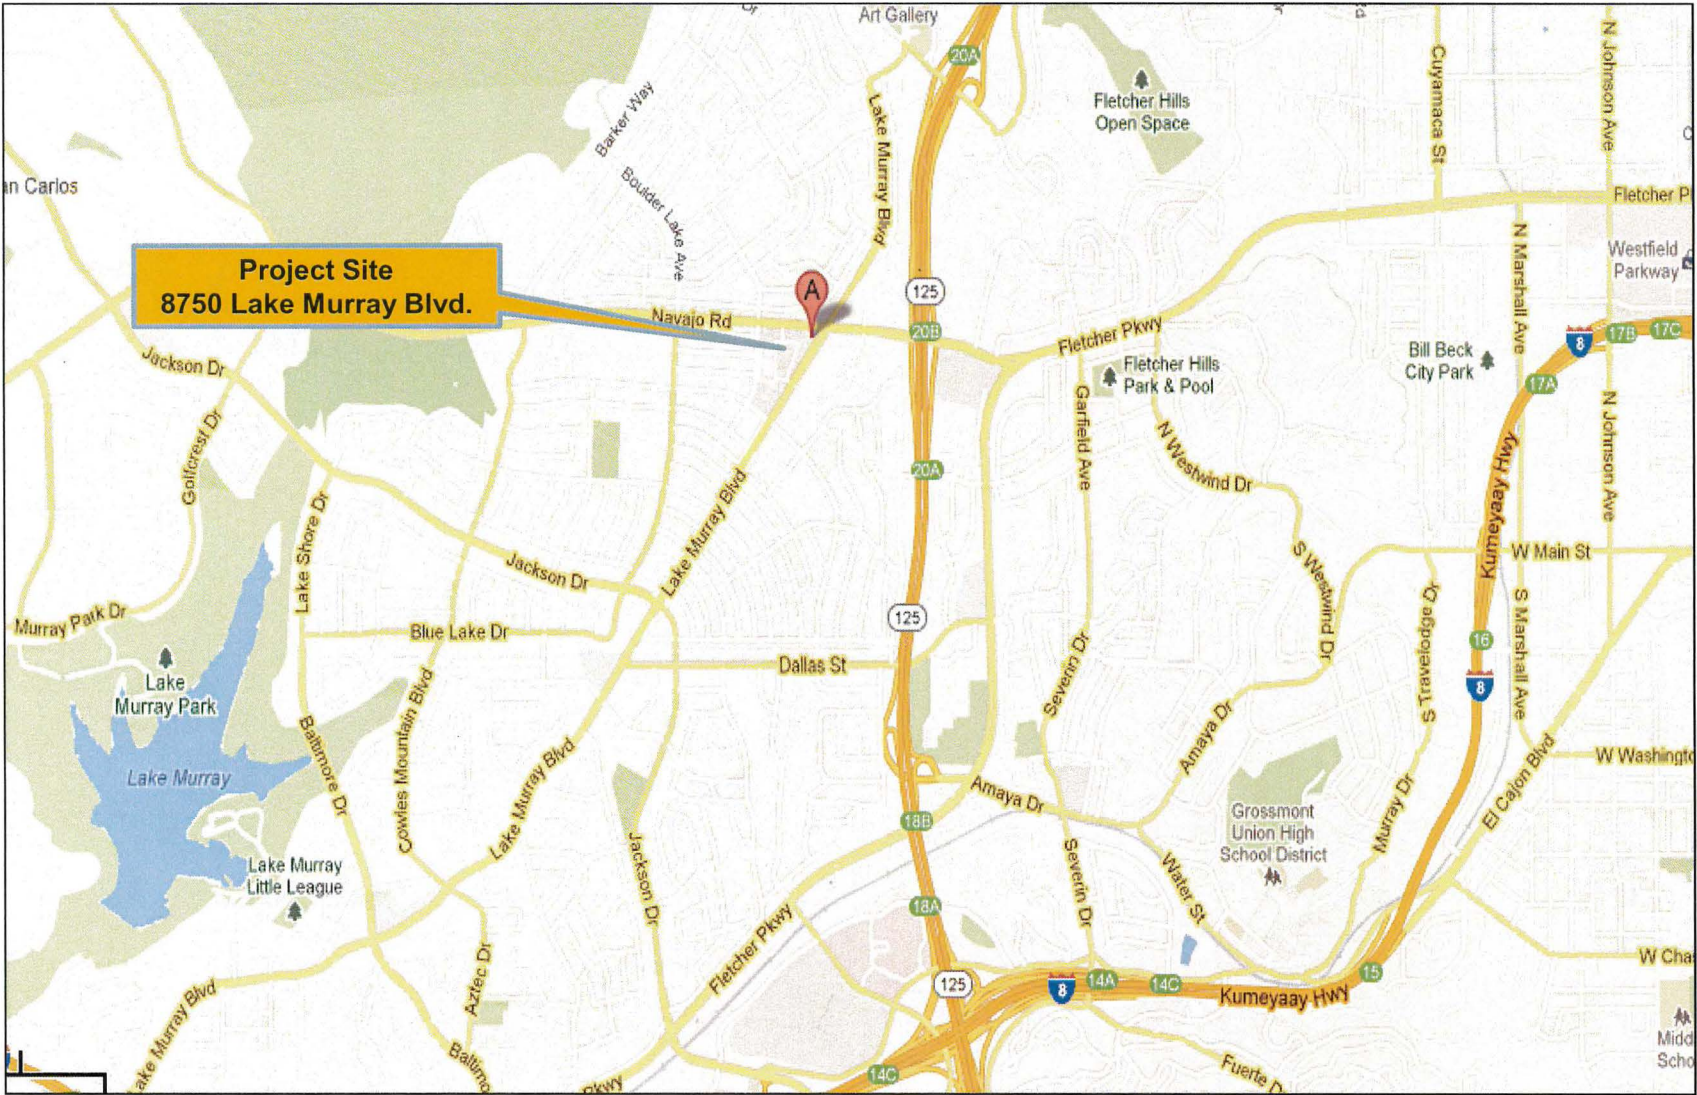 Art Gallery
20A
Fletcher Hills
Open Space
Cuyamaca St
N Johnson Ave
Barker Way
Lake Murray Blvd
Boulder Lake
Ave
an Carlos
Fletcher P
Project Site
8750 Lake Murray Blvd.
A
125
N Marshall Ave
Westfield
Parkway
Navajo Rd
20B
Fletcher Pkwy
8
17B
17C
Jackson Dr
Fletcher Hills
Park & Pool
Bill Beck
City Park
17A
Golfcrest Dr
Garfield Ave
N Westwind Dr
Kumeyaay Hwy
N Johnson Ave
20A
Lake Shore Dr
Lake Murray Blvd
Jackson Dr
S Westwind Dr
W Main St
Murray Park Dr
Blue Lake Dr
125
Severin Dr
S Travelodge Dr
16
S Marshall Ave
Lake
Murray Park
Dallas St
8
Cowles Mountain Blvd
Baltimore Dr
Lake Murray
Lake Murray Blvd
Amaya Dr
W Washingto
El Cajon Blvd
Amaya Dr
18B
Grossmont
Union High
School District
Murray Dr
Lake Murray
Little League
Jackson Dr
Severin Dr
Water St
18A
Fletcher Pkwy
Aztec Dr
W Cha
125
8
14A
14C
15
Kumeyaay Hwy
ake Murray Blvd
Baltimo
Pkwy
14C
Fuerte D
Midd
Scho